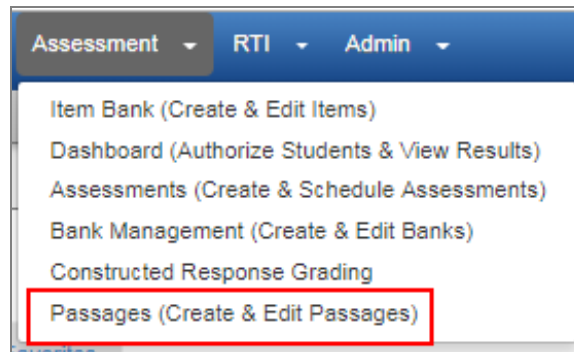 Assessment RTI Admin
Item Bank (Create & Edit Items)
Dashboard (Authorize Students & View Results)
Assessments (Create & Schedule Assessments)
Bank Management (Create & Edit Banks)
Constructed Response Grading
Passages (Create & Edit Passages)